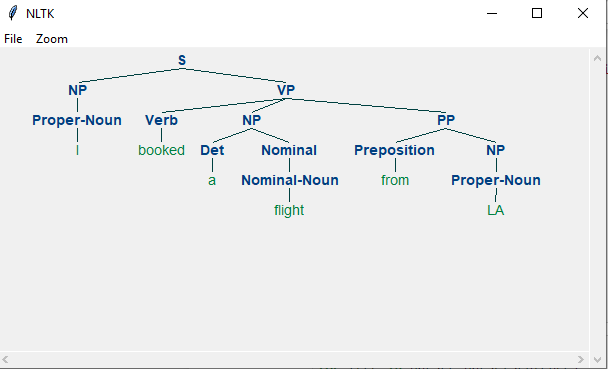 NLTK
File Zoom
S
NP VP
Proper-Noun Verb NP PP
I booked Det Nominal Preposition NP
a Nominal-Noun from Proper-Noun
flight LA